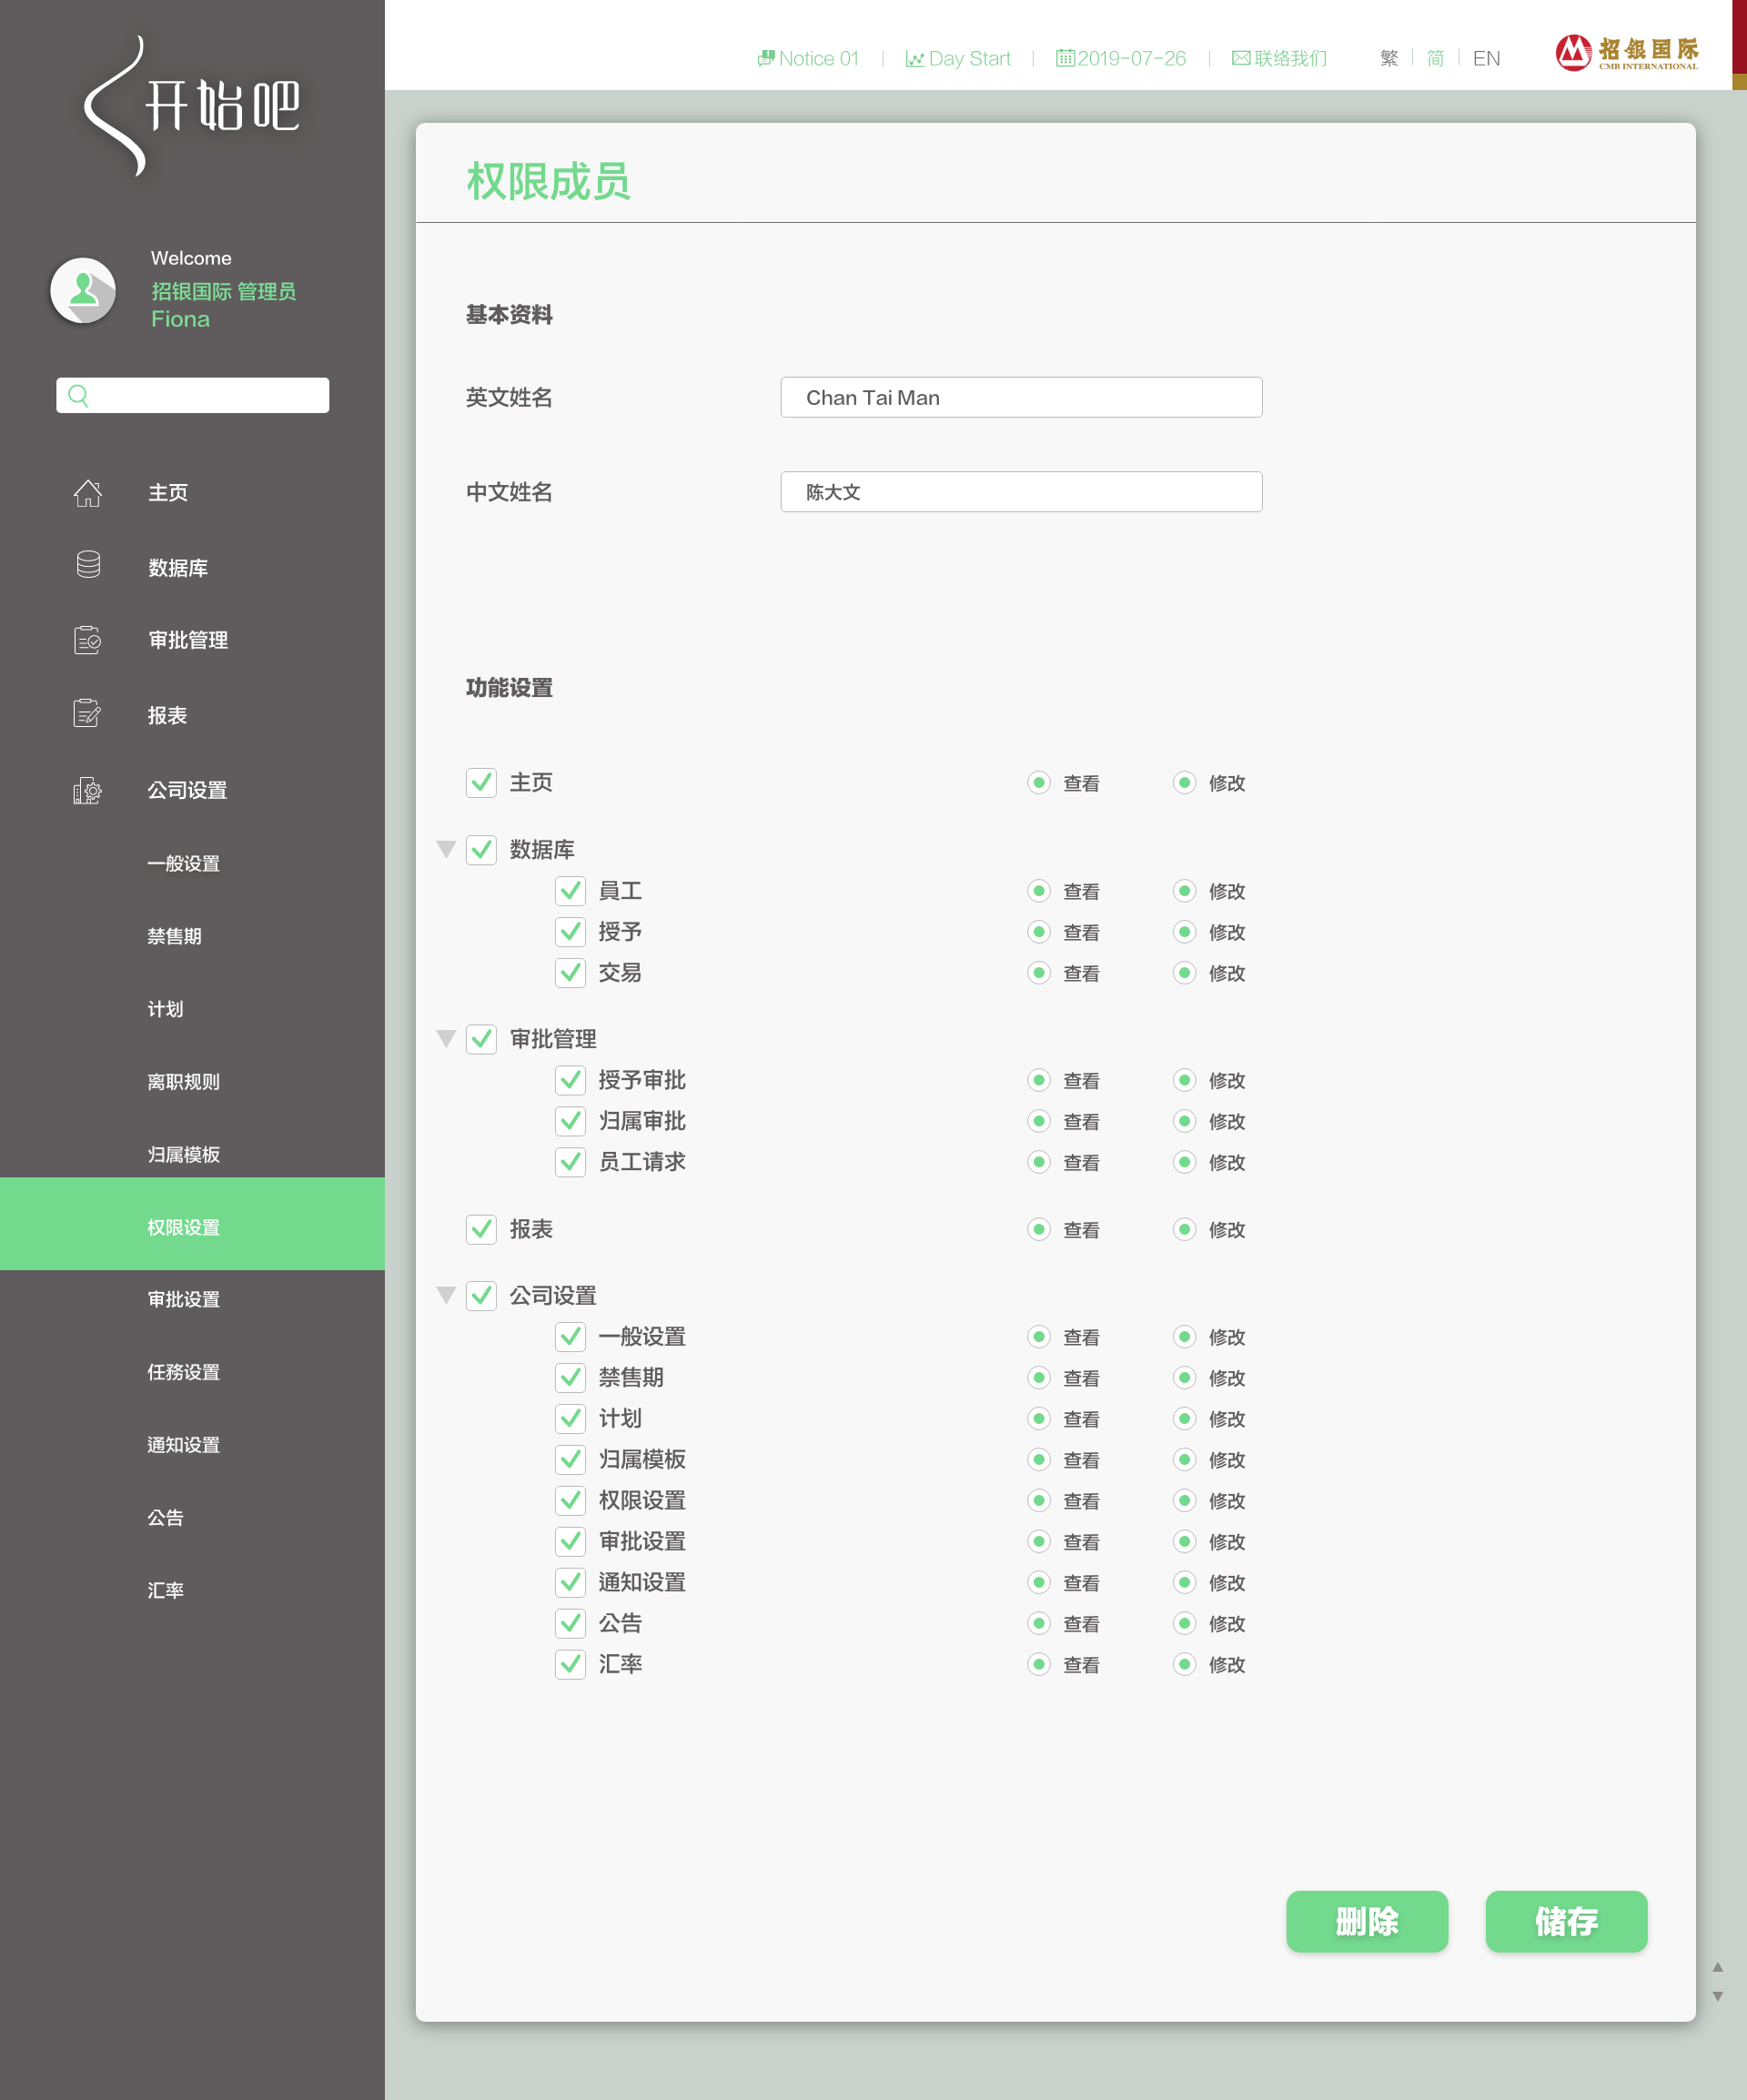 开始吧
Welcome
招银国际 管理员
Fiona
主页
数据库
审批管理
报表
公司设置
一般设置
禁售期
计划
离职规则
归属模板
权限设置
审批设置
任務设置
通知设置
公告
汇率
Notice 01
Day Start
2019-07-26
联络我们
繁
简
EN
招银国际
CMB INTERNATIONAL
权限成员
基本资料
英文姓名 Chan Tai Man
中文姓名 陈大文
功能设置
主页 查看 修改
数据库
員工 查看 修改
授予 查看 修改
交易 查看 修改
审批管理
授予审批 查看 修改
归属审批 查看 修改
员工请求 查看 修改
报表 查看 修改
公司设置
一般设置 查看 修改
禁售期 查看 修改
计划 查看 修改
归属模板 查看 修改
权限设置 查看 修改
审批设置 查看 修改
通知设置 查看 修改
公告 查看 修改
汇率 查看 修改
删除 储存